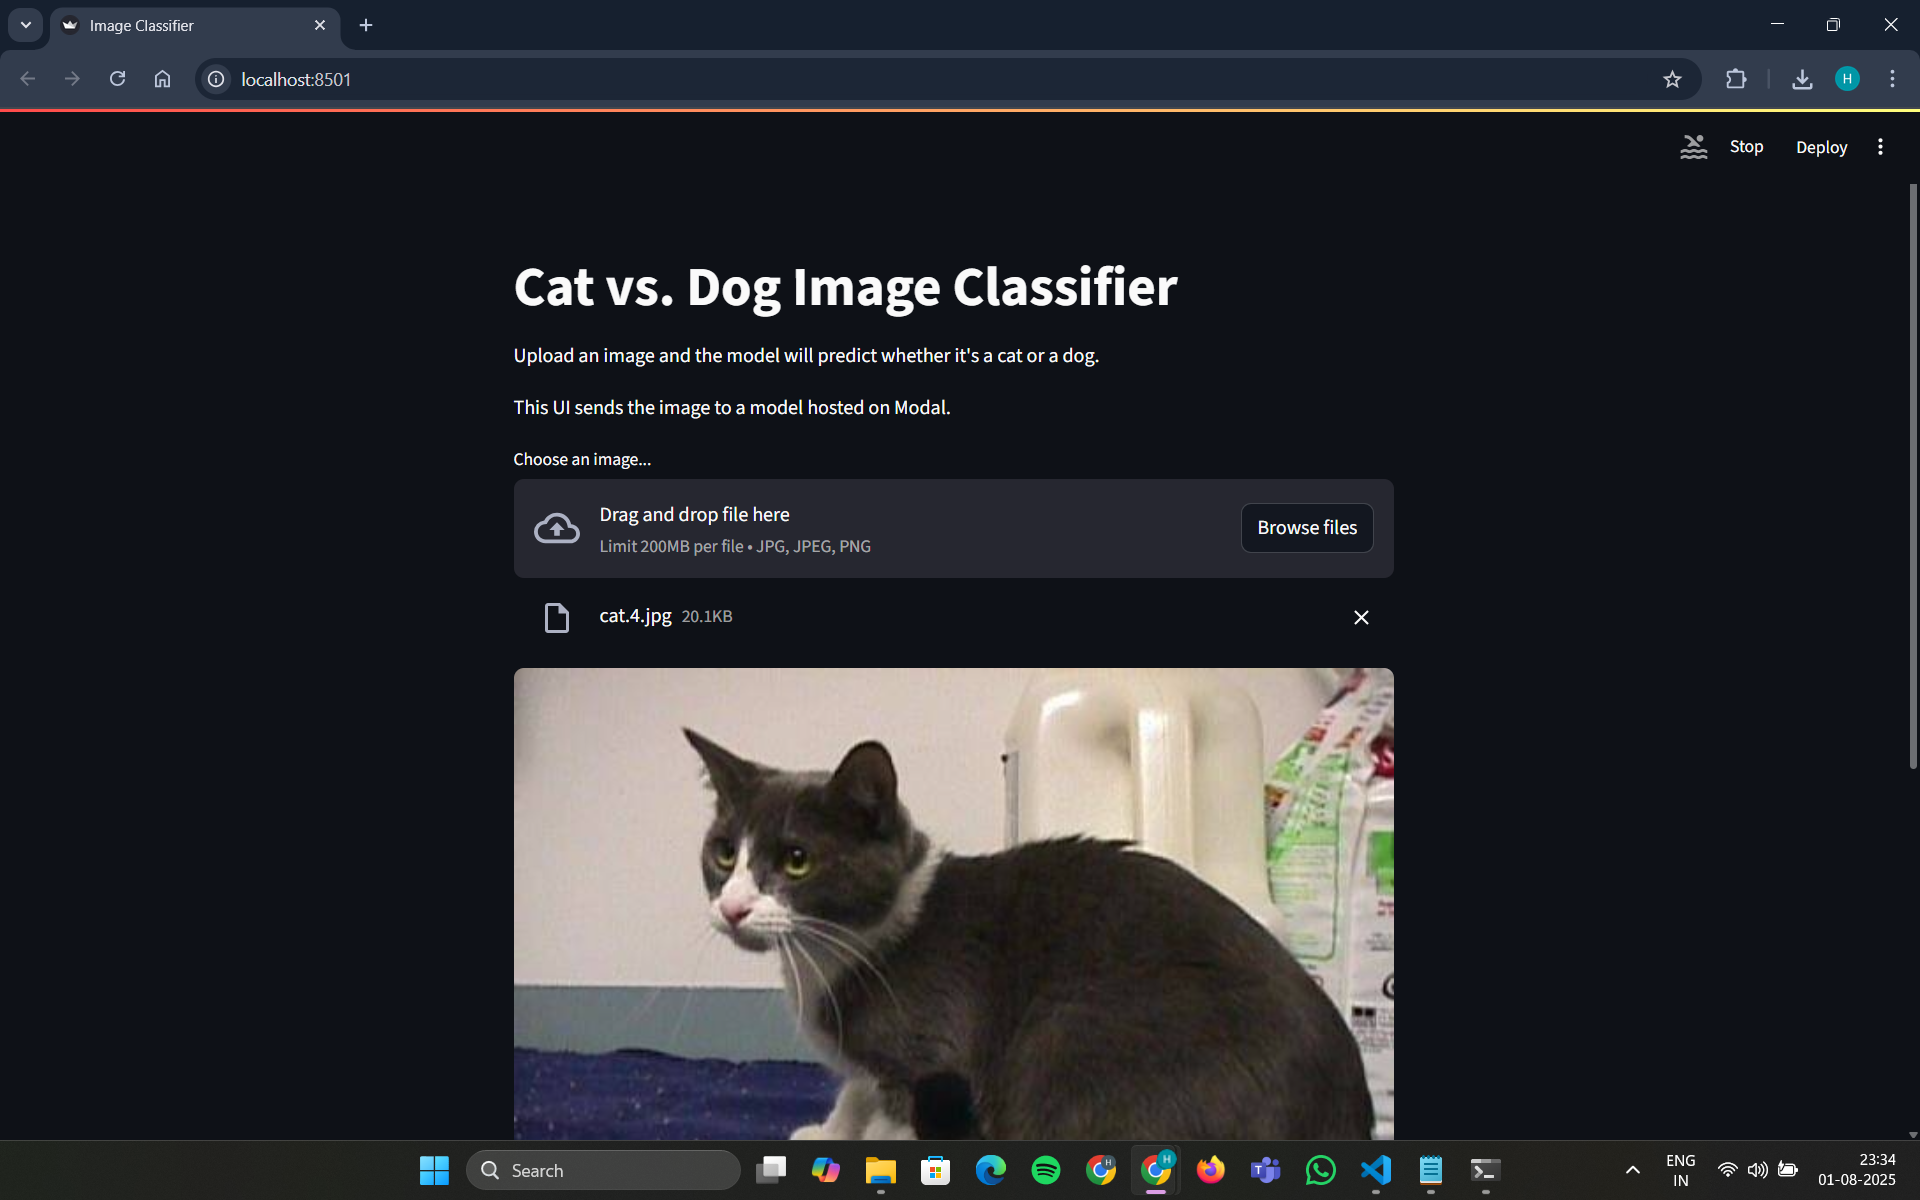 Image Classifier
localhost:8501
H
Stop
Deploy
Cat vs. Dog Image Classifier
Upload an image and the model will predict whether it's a cat or a dog.
This UI sends the image to a model hosted on Modal.
Choose an image...
Drag and drop file here
Limit 200MB per file • JPG, JPEG, PNG
Browse files
cat.4.jpg 20.1KB
Search
H
H
T
ENG
IN
23:34
01-08-2025